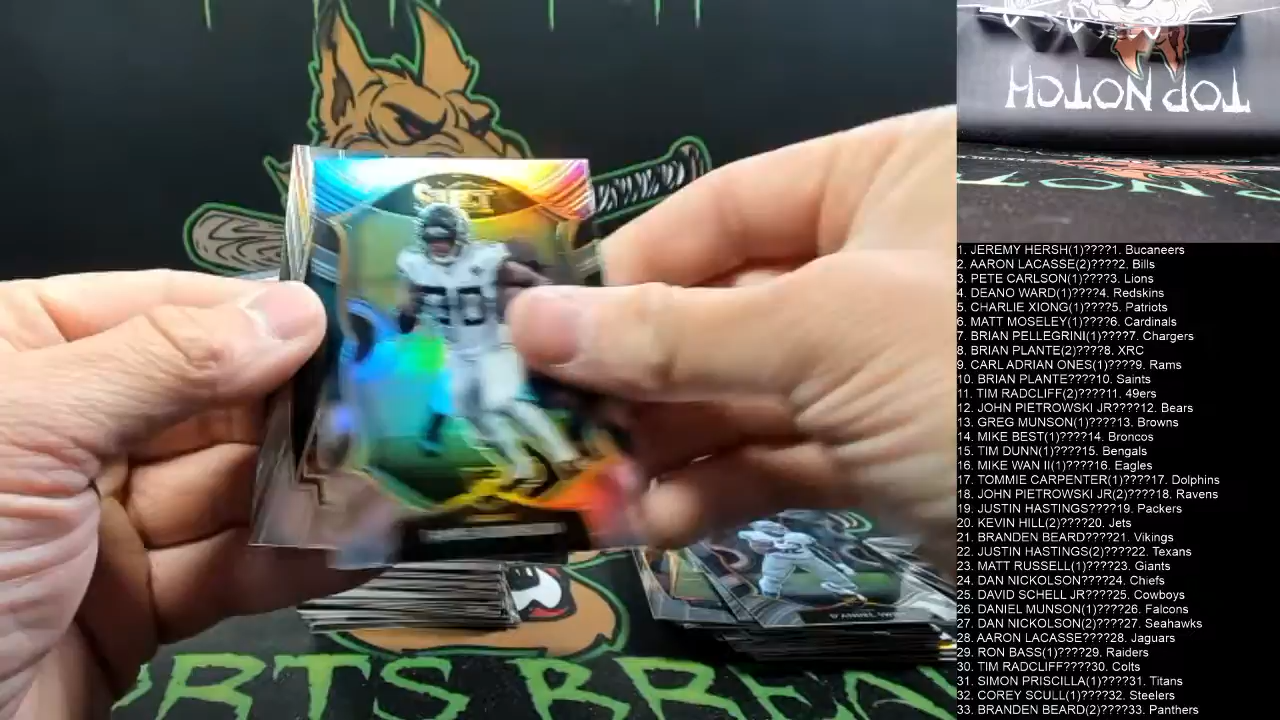 SELECT
90
TOP NOTCH
SPORTS BREA
1. JEREMY HERSH(1)????1. Bucaneers
2. AARON LACASSE(2)????2. Bills
3. PETE CARLSON(1)????3. Lions
4. DEANO WARD(1)????4. Redskins
5. CHARLIE XIONG(1)????5. Patriots
6. MATT MOSELEY(1)????6. Cardinals
7. BRIAN PELLEGRINI(1)????7. Chargers
8. BRIAN PLANTE(2)????8. XRC
9. CARL ADRIAN ONES(1)????9. Rams
10. BRIAN PLANTE????10. Saints
11. TIM RADCLIFF(2)????11. 49ers
12. JOHN PIETROWSKI JR????12. Bears
13. GREG MUNSON(1)????13. Browns
14. MIKE BEST(1)????14. Broncos
15. TIM DUNN(1)????15. Bengals
16. MIKE WAN II(1)????16. Eagles
17. TOMMIE CARPENTER(1)????17. Dolphins
18. JOHN PIETROWSKI JR(2)????18. Ravens
19. JUSTIN HASTINGS????19. Packers
20. KEVIN HILL(2)????20. Jets
21. BRANDEN BEARD????21. Vikings
22. JUSTIN HASTINGS(2)????22. Texans
23. MATT RUSSELL(1)????23. Giants
24. DAN NICKOLSON????24. Chiefs
25. DAVID SCHELL JR????25. Cowboys
26. DANIEL MUNSON(1)????26. Falcons
27. DAN NICKOLSON(2)????27. Seahawks
28. AARON LACASSE????28. Jaguars
29. RON BASS(1)????29. Raiders
30. TIM RADCLIFF????30. Colts
31. SIMON PRISCILLA(1)????31. Titans
32. COREY SCULL(1)????32. Steelers
33. BRANDEN BEARD(2)????33. Panthers